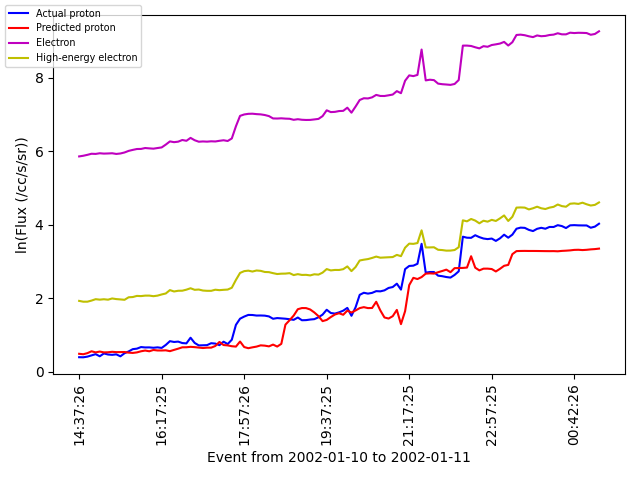 Actual proton
Predicted proton
Electron
High-energy electron
ln(Flux (/cc/s/sr))
8
6
4
2
0
14:37:26
16:17:25
17:57:26
19:37:25
21:17:25
22:57:25
00:42:26
Event from 2002-01-10 to 2002-01-11